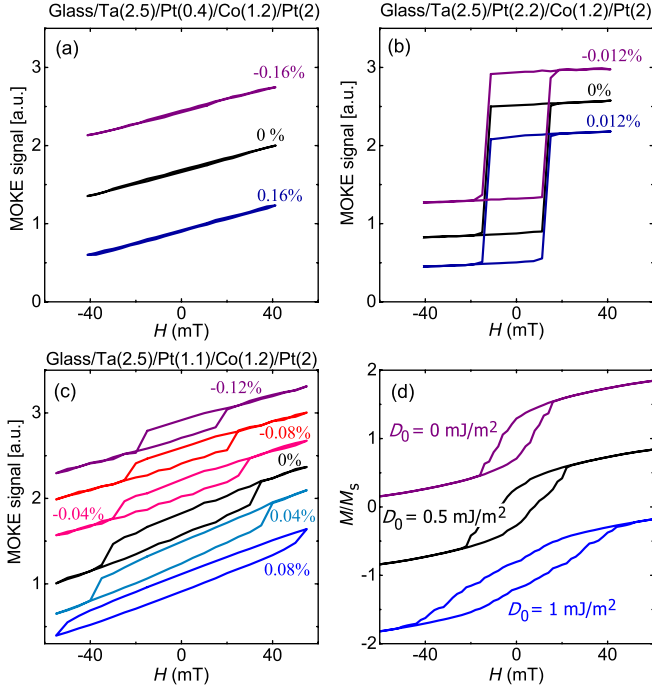 Glass/Ta(2.5)/Pt(0.4)/Co(1.2)/Pt(2)
(a)
-0.16%
0 %
0.16%
3
2
1
0
MOKE signal [a.u.]
-40
0
40
H (mT)
Glass/Ta(2.5)/Pt(2.2)/Co(1.2)/Pt(2)
(b)
-0.012%
0%
0.012%
3
2
1
0
MOKE signal [a.u.]
-40
0
40
H (mT)
Glass/Ta(2.5)/Pt(1.1)/Co(1.2)/Pt(2)
(c)
-0.12%
-0.08%
0%
-0.04%
0.04%
0.08%
3
2
1
MOKE signal [a.u.]
-40
0
40
H (mT)
(d)
D₀ = 0 mJ/m²
D₀ = 0.5 mJ/m²
D₀ = 1 mJ/m²
2
1
0
-1
-2
M/Mₛ
-40
0
40
H (mT)